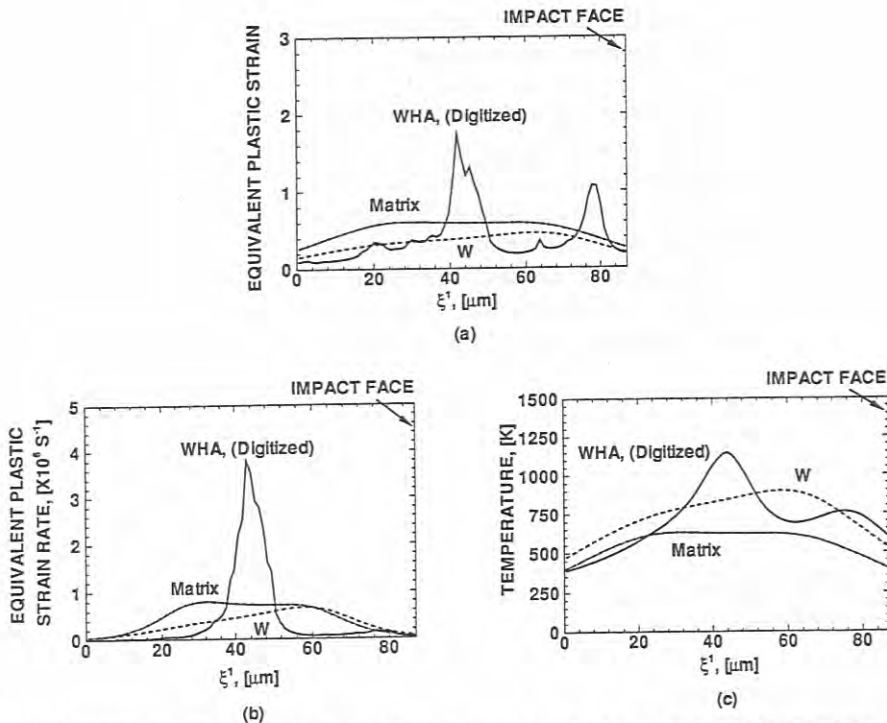 IMPACT FACE
EQUIVALENT PLASTIC STRAIN
3
2
1
0
WHA, (Digitized)
Matrix
W
0 20 40 60 80
ξ¹, [μm]
(a)
IMPACT FACE
EQUIVALENT PLASTIC
STRAIN RATE, [X10⁶ S⁻¹]
5
4
3
2
1
0
WHA, (Digitized)
Matrix
W
0 20 40 60 80
ξ¹, [μm]
(b)
IMPACT FACE
TEMPERATURE, [K]
1500
1250
1000
750
500
250
0
WHA, (Digitized)
W
Matrix
0 20 40 60 80
ξ¹, [μm]
(c)